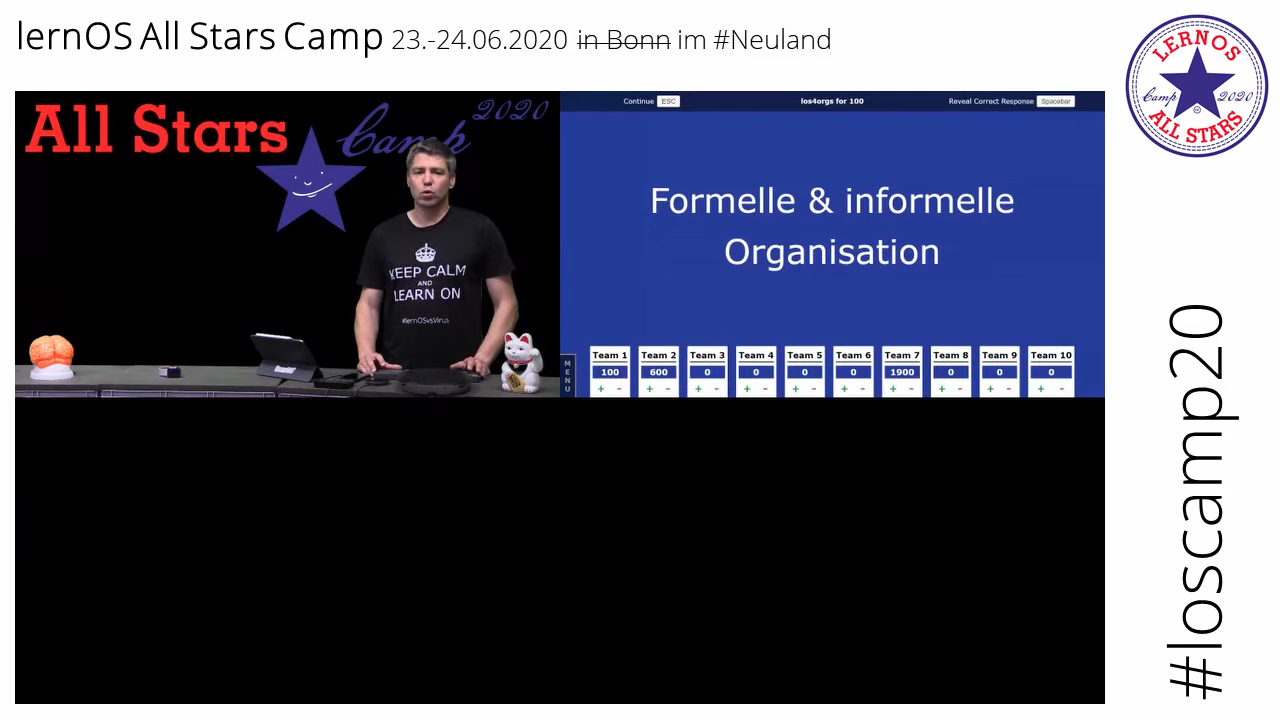 lernOS All Stars Camp 23.-24.06.2020 in Bonn im #Neuland
LERNOS
Camp 2020
ALL STARS
All Stars Camp 2020
KEEP CALM
AND
LEARN ON
#lernOSvsVirus
Continue ESC los4orgs for 100 Reveal Correct Response Spacebar
Formelle & informelle
Organisation
MENU
Team 1 Team 2 Team 3 Team 4 Team 5 Team 6 Team 7 Team 8 Team 9 Team 10
100 600 0 0 0 0 1900 0 0 0
+ - + - + - + - + - + - + - + - + - + -
#loscamp20